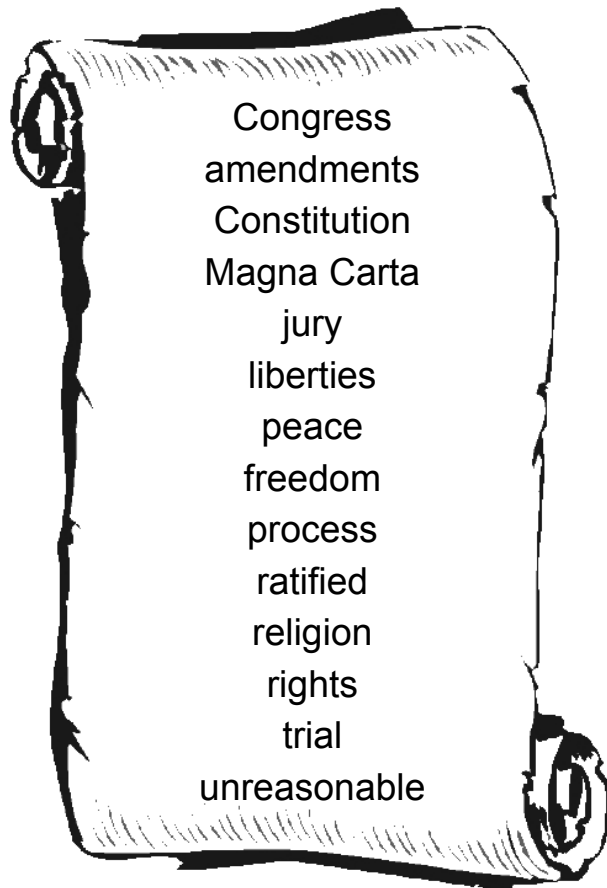 Congress
amendments
Constitution
Magna Carta
jury
liberties
peace
freedom
process
ratified
religion
rights
trial
unreasonable